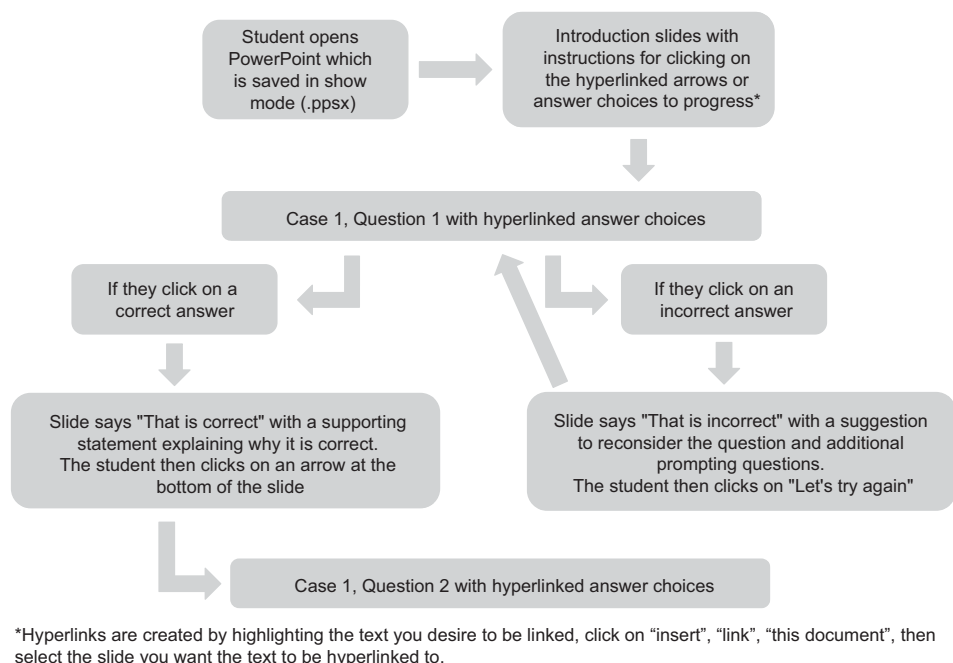 Student opens
PowerPoint which
is saved in show
mode (.ppsx)
Introduction slides with
instructions for clicking on
the hyperlinked arrows or
answer choices to progress*
Case 1, Question 1 with hyperlinked answer choices
If they click on a
correct answer
If they click on an
incorrect answer
Slide says "That is correct" with a supporting
statement explaining why it is correct.
The student then clicks on an arrow at the
bottom of the slide
Slide says "That is incorrect" with a suggestion
to reconsider the question and additional
prompting questions.
The student then clicks on "Let's try again"
Case 1, Question 2 with hyperlinked answer choices
*Hyperlinks are created by highlighting the text you desire to be linked, click on “insert”, “link”, “this document”, then
select the slide you want the text to be hyperlinked to.